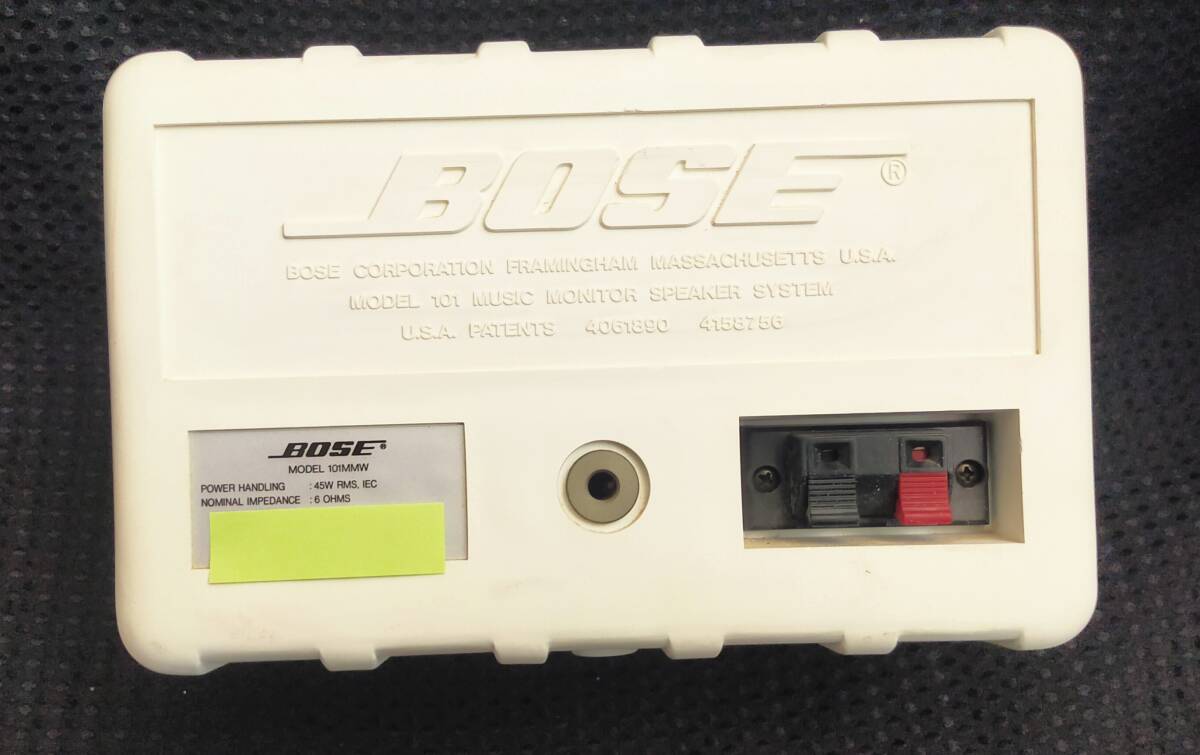 BOSE®
BOSE CORPORATION FRAMINGHAM MASSACHUSETTS U.S.A.
MODEL 101 MUSIC MONITOR SPEAKER SYSTEM
U.S.A. PATENTS 4061890 4158756
BOSE®
MODEL 101MMW
POWER HANDLING : 45W RMS, IEC
NOMINAL IMPEDANCE : 6 OHMS